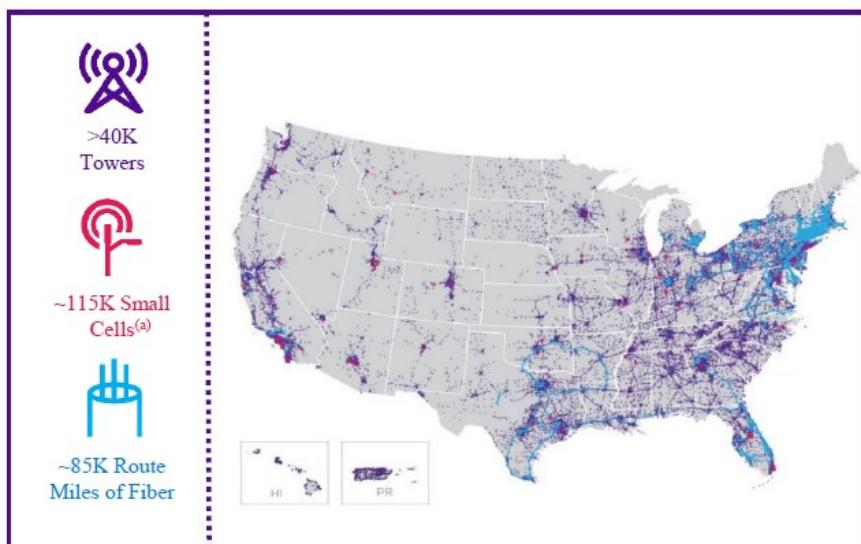 >40K
Towers
~115K Small
Cells(a)
~85K Route
Miles of Fiber
HI
PR